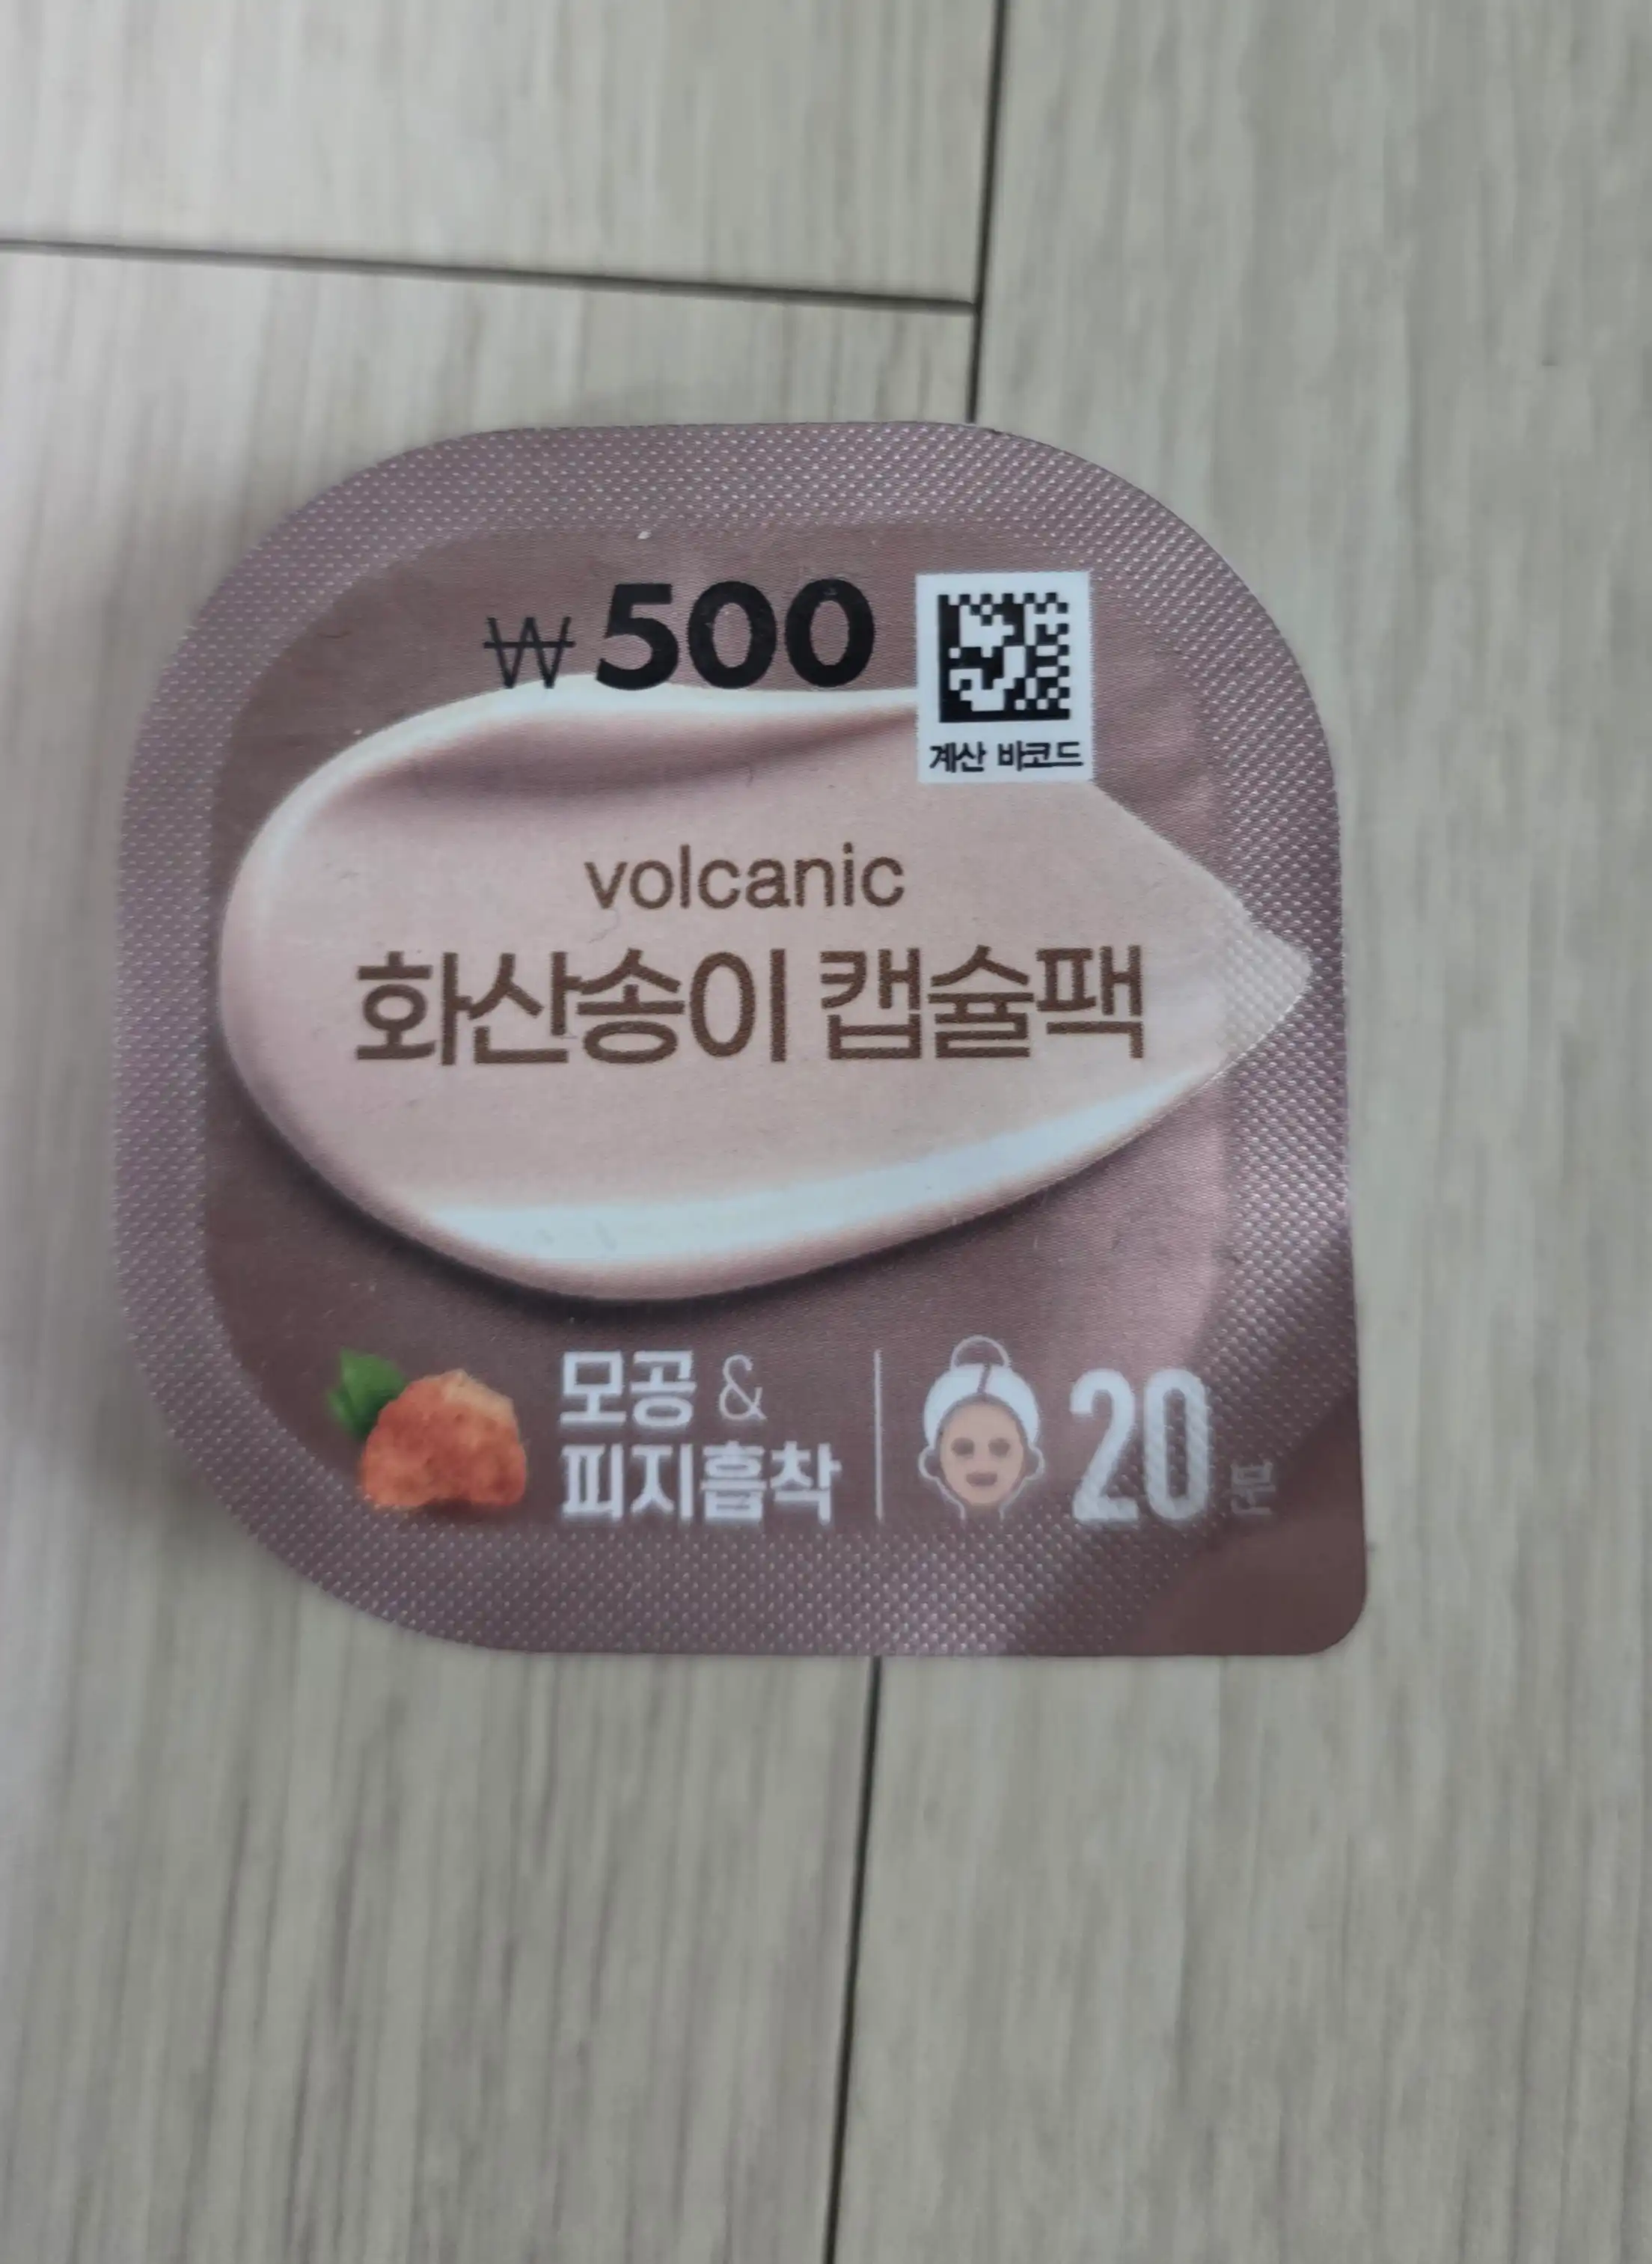 ₩500
계산 바코드
volcanic
화산송이 캡슐팩
모공 &
피지흡착
20분